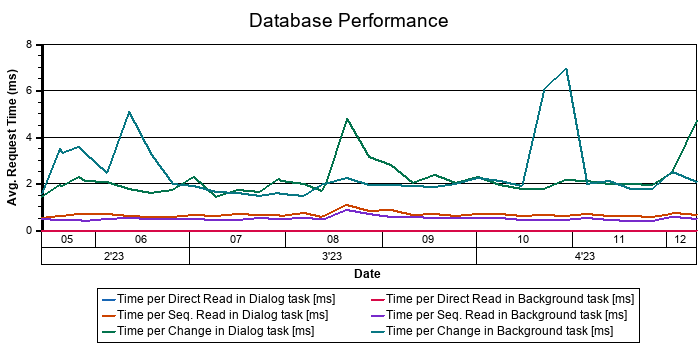 Database Performance
8
6
4
2
0
Avg. Request Time (ms)
05 06 07 08 09 10 11 12
2'23 3'23 4'23
Date
Time per Direct Read in Dialog task [ms] Time per Direct Read in Background task [ms]
Time per Seq. Read in Dialog task [ms] Time per Seq. Read in Background task [ms]
Time per Change in Dialog task [ms] Time per Change in Background task [ms]